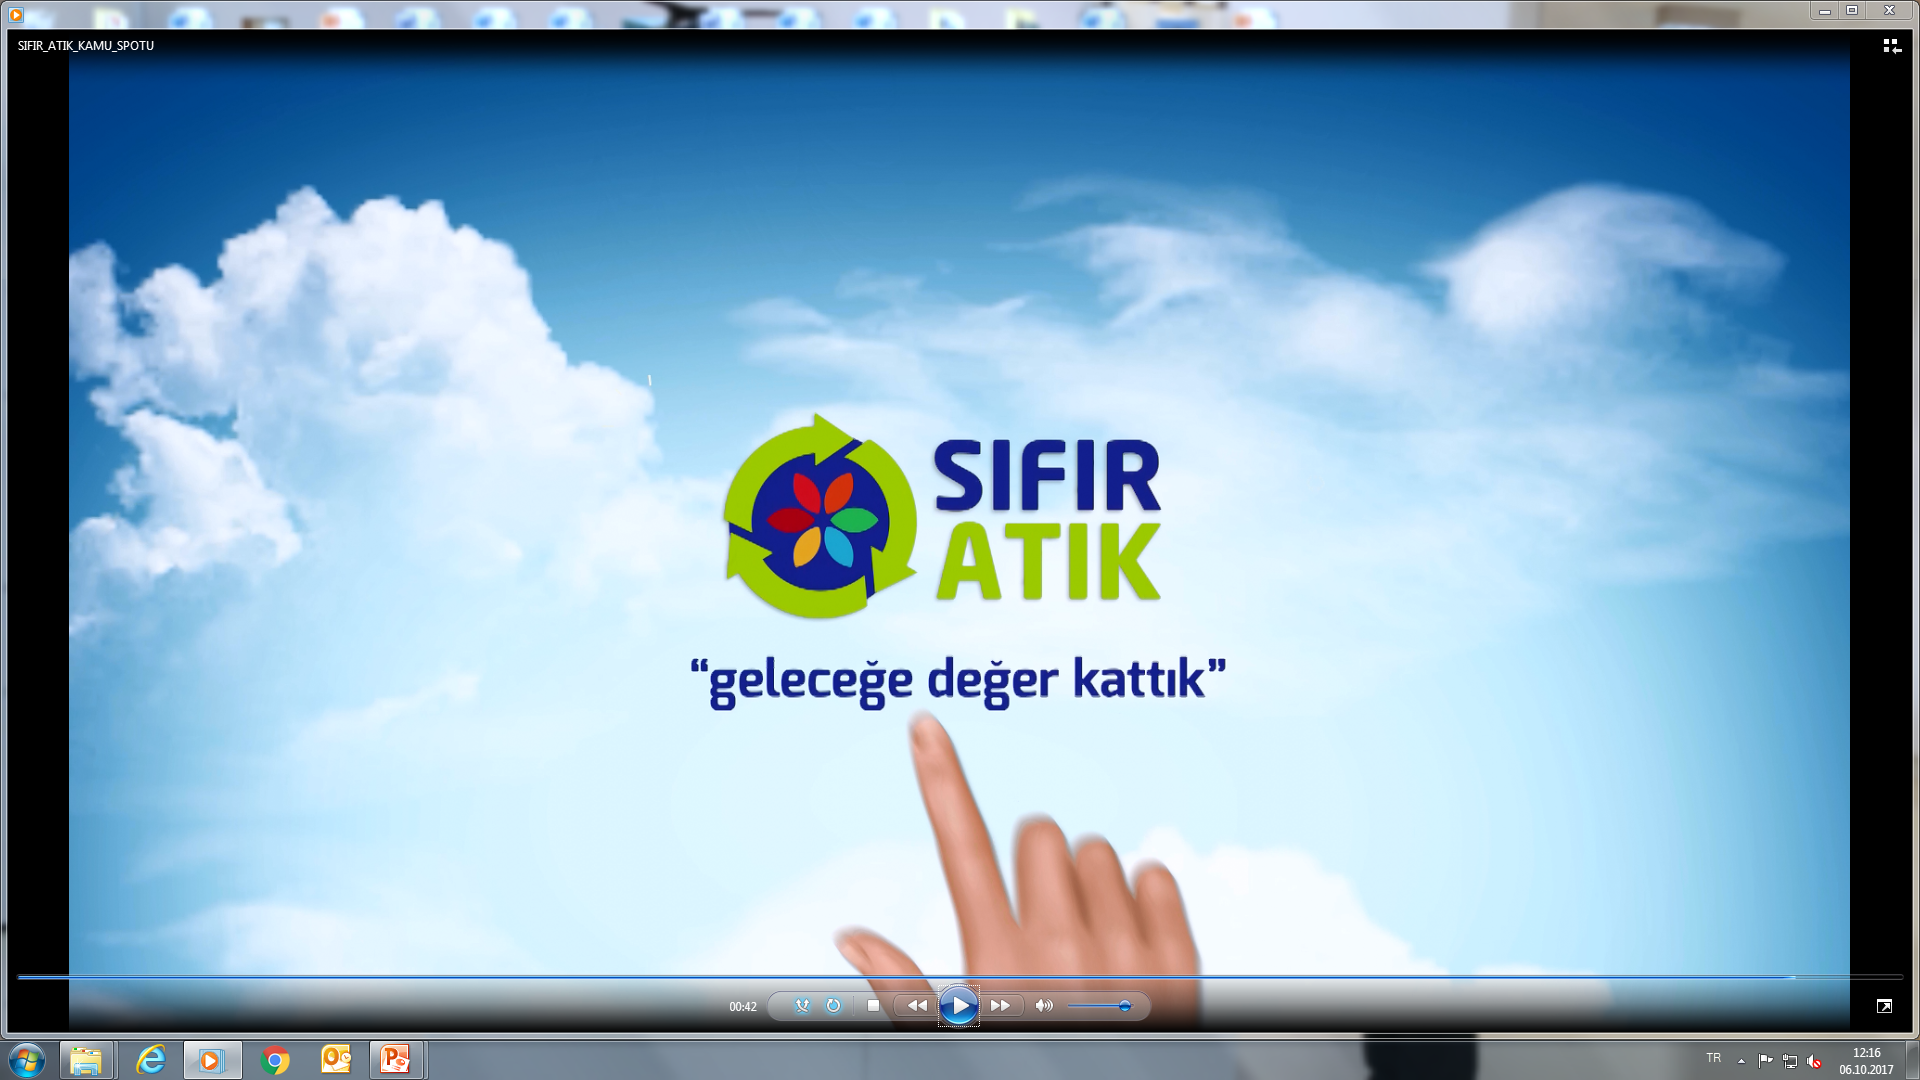 SIFIR_ATIK_KAMU_SPOTU
SIFIR
ATIK
“geleceğe değer kattık”
00:42
TR
12:16
06.10.2017